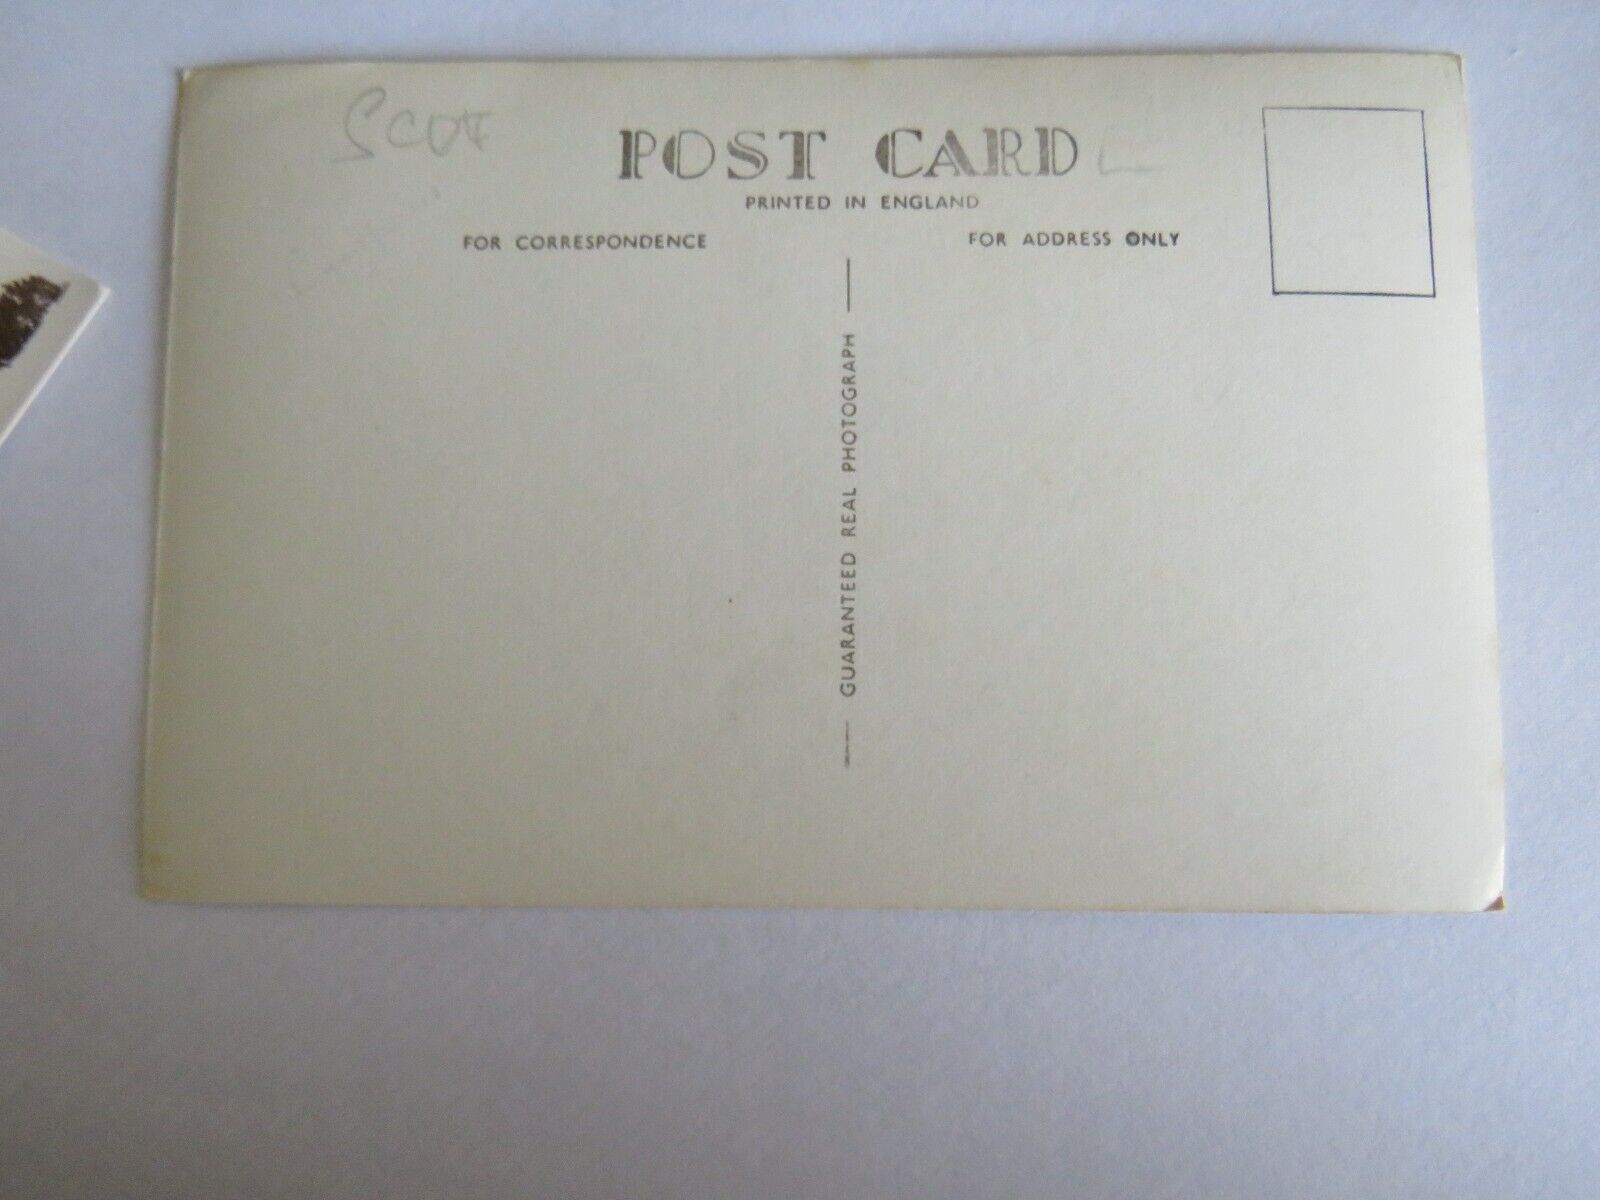 Scot
POST CARD
PRINTED IN ENGLAND
FOR CORRESPONDENCE
FOR ADDRESS ONLY
GUARANTEED REAL PHOTOGRAPH